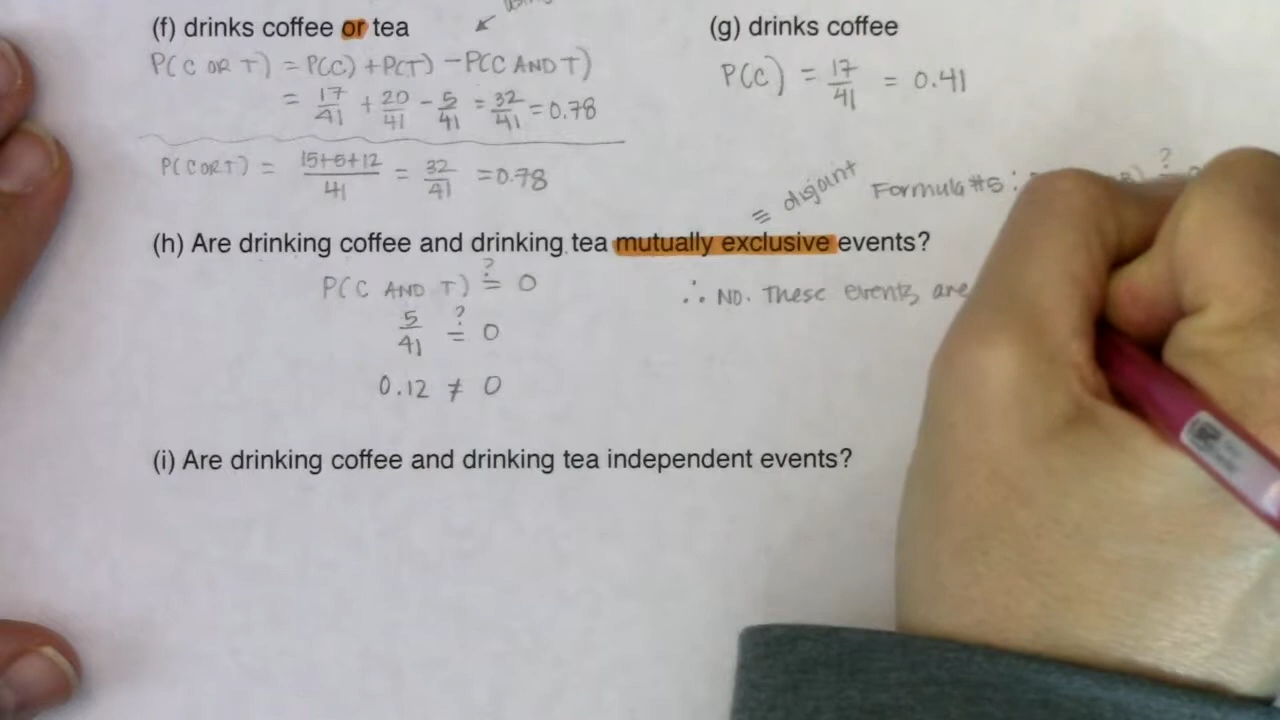 (f) drinks coffee or tea
P(C OR T) = P(C) + P(T) - P(C AND T)
= 17/41 + 20/41 - 5/41 = 32/41 = 0.78
P(C OR T) = 15+5+12/41 = 32/41 = 0.78
(g) drinks coffee
P(C) = 17/41 = 0.41
≡ disjoint
Formula #5:
?
(h) Are drinking coffee and drinking tea mutually exclusive events?
P(C AND T) ?= 0
5/41 ?= 0
0.12 ≠ 0
∴ NO. These events are
(i) Are drinking coffee and drinking tea independent events?